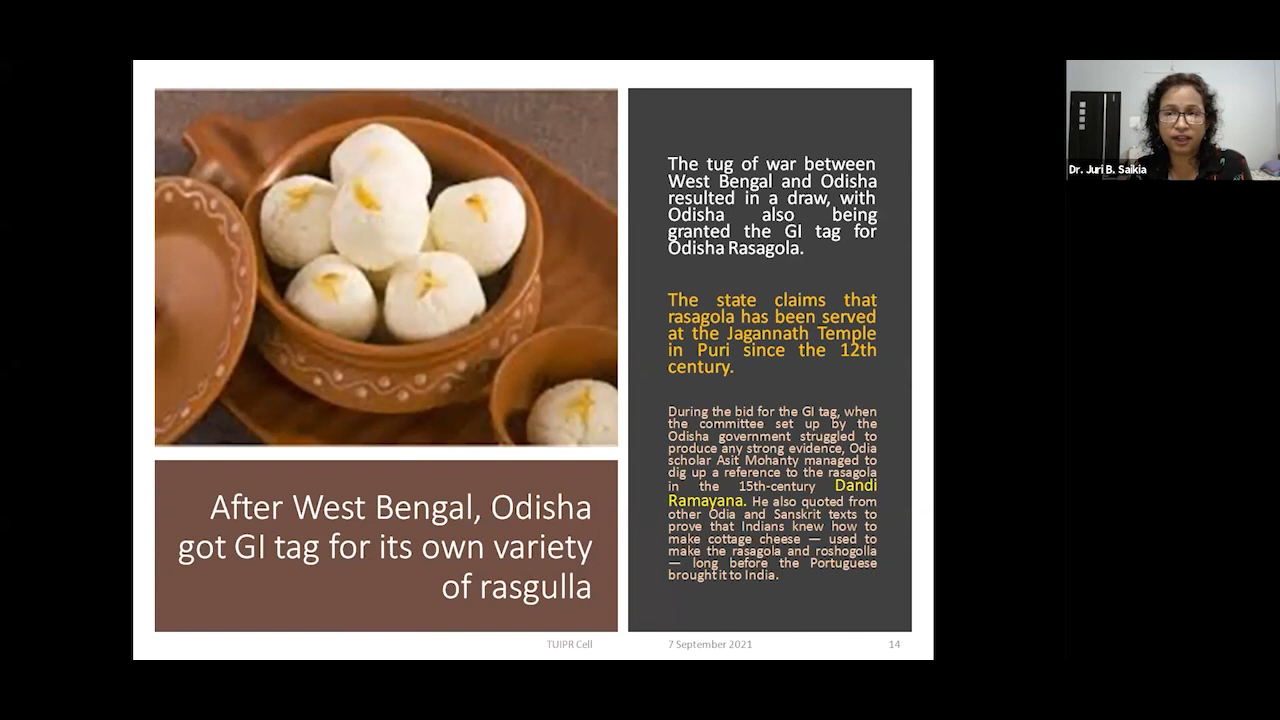 The tug of war between
West Bengal and Odisha
resulted in a draw, with
Odisha also being
granted the GI tag for
Odisha Rasagola.
The state claims that
rasagola has been served
at the Jagannath Temple
in Puri since the 12th
century.
During the bid for the GI tag, when
the committee set up by the
Odisha government struggled to
produce any strong evidence, Odia
scholar Asit Mohanty managed to
dig up a reference to the rasagola
in the 15th-century Dandi
Ramayana. He also quoted from
other Odia and Sanskrit texts to
prove that Indians knew how to
make cottage cheese — used to
make the rasagola and roshogolla
— long before the Portuguese
brought it to India.
After West Bengal, Odisha
got GI tag for its own variety
of rasgulla
TUIPR Cell
7 September 2021
14
Dr. Juri B. Saikia